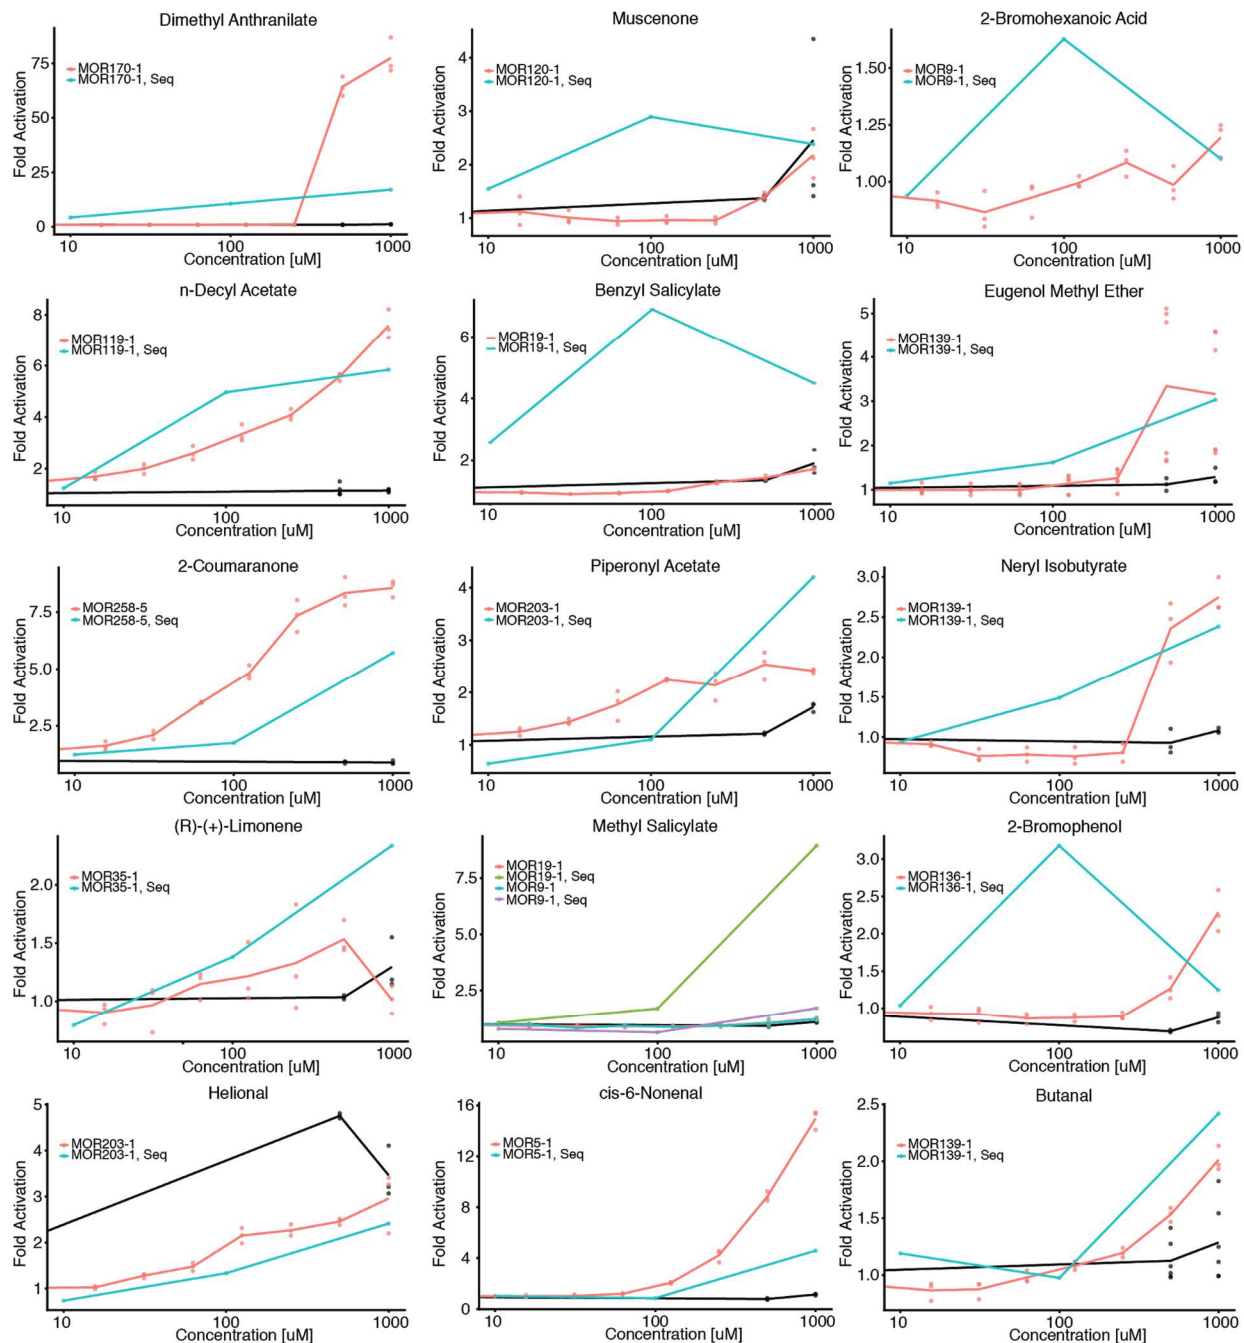 Dimethyl Anthranilate
Fold Activation
75
50
25
0
MOR170-1
MOR170-1, Seq
10
100
1000
Concentration [uM]
Muscenone
Fold Activation
4
3
2
1
MOR120-1
MOR120-1, Seq
10
100
1000
Concentration [uM]
2-Bromohexanoic Acid
Fold Activation
1.50
1.25
1.00
MOR9-1
MOR9-1, Seq
10
100
1000
Concentration [uM]
n-Decyl Acetate
Fold Activation
8
6
4
2
MOR119-1
MOR119-1, Seq
10
100
1000
Concentration [uM]
Benzyl Salicylate
Fold Activation
6
4
2
MOR19-1
MOR19-1, Seq
10
100
1000
Concentration [uM]
Eugenol Methyl Ether
Fold Activation
5
4
3
2
1
MOR139-1
MOR139-1, Seq
10
100
1000
Concentration [uM]
2-Coumaranone
Fold Activation
7.5
5.0
2.5
MOR258-5
MOR258-5, Seq
10
100
1000
Concentration [uM]
Piperonyl Acetate
Fold Activation
4
3
2
1
MOR203-1
MOR203-1, Seq
10
100
1000
Concentration [uM]
Neryl Isobutyrate
Fold Activation
3.0
2.5
2.0
1.5
1.0
MOR139-1
MOR139-1, Seq
10
100
1000
Concentration [uM]
(R)-(+)-Limonene
Fold Activation
2.0
1.5
1.0
MOR35-1
MOR35-1, Seq
10
100
1000
Concentration [uM]
Methyl Salicylate
Fold Activation
7.5
5.0
2.5
MOR19-1
MOR19-1, Seq
MOR9-1
MOR9-1, Seq
10
100
1000
Concentration [uM]
2-Bromophenol
Fold Activation
3.0
2.5
2.0
1.5
1.0
MOR136-1
MOR136-1, Seq
10
100
1000
Concentration [uM]
Helional
Fold Activation
5
4
3
2
1
MOR203-1
MOR203-1, Seq
10
100
1000
Concentration [uM]
cis-6-Nonenal
Fold Activation
16
12
8
4
0
MOR5-1
MOR5-1, Seq
10
100
1000
Concentration [uM]
Butanal
Fold Activation
2.5
2.0
1.5
1.0
MOR139-1
MOR139-1, Seq
10
100
1000
Concentration [uM]